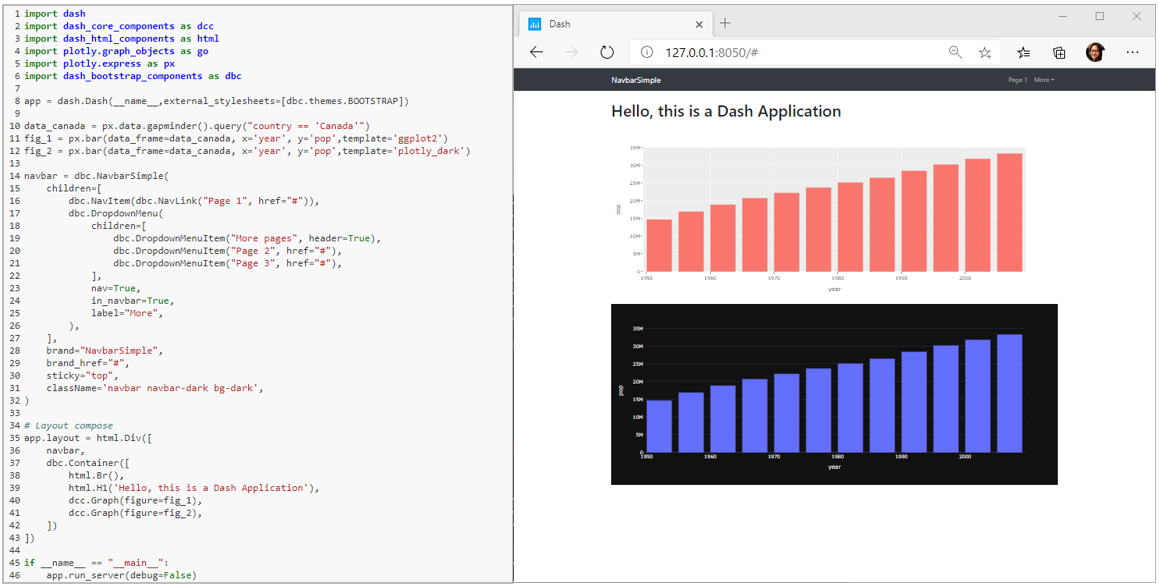 1 import dash
2 import dash_core_components as dcc
3 import dash_html_components as html
4 import plotly.graph_objects as go
5 import plotly.express as px
6 import dash_bootstrap_components as dbc
7
8 app = dash.Dash(__name__,external_stylesheets=[dbc.themes.BOOTSTRAP])
9
10 data_canada = px.data.gapminder().query("country == 'Canada'")
11 fig_1 = px.bar(data_frame=data_canada, x='year', y='pop',template='ggplot2')
12 fig_2 = px.bar(data_frame=data_canada, x='year', y='pop',template='plotly_dark')
13
14 navbar = dbc.NavbarSimple(
15     children=[
16         dbc.NavItem(dbc.NavLink("Page 1", href="#")),
17         dbc.DropdownMenu(
18             children=[
19                 dbc.DropdownMenuItem("More pages", header=True),
20                 dbc.DropdownMenuItem("Page 2", href="#"),
21                 dbc.DropdownMenuItem("Page 3", href="#"),
22             ],
23             nav=True,
24             in_navbar=True,
25             label="More",
26         ),
27     ],
28     brand="NavbarSimple",
29     brand_href="#",
30     sticky="top",
31     className='navbar navbar-dark bg-dark',
32 )
33
34 # Layout compose
35 app.layout = html.Div([
36     navbar,
37     dbc.Container([
38         html.Br(),
39         html.H1('Hello, this is a Dash Application'),
40         dcc.Graph(figure=fig_1),
41         dcc.Graph(figure=fig_2),
42     ])
43 ])
44
45 if __name__ == "__main__":
46     app.run_server(debug=False)
Dash
127.0.0.1:8050/#
NavbarSimple Page 1 More
Hello, this is a Dash Application
35M
30M
25M
20M
15M
10M
5M
0
pop
1950 1960 1970 1980 1990 2000
year
35M
30M
25M
20M
15M
10M
5M
0
pop
1950 1960 1970 1980 1990 2000
year